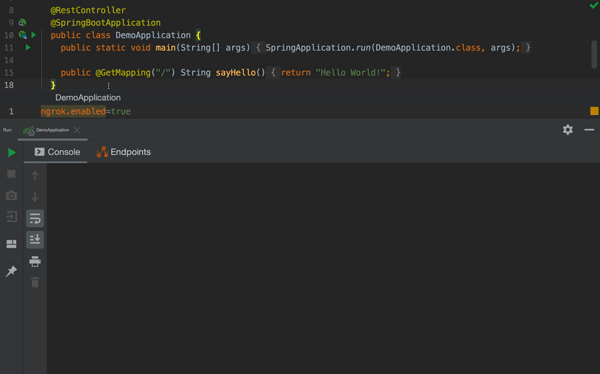 8 @RestController
9 @SpringBootApplication
10 public class DemoApplication {
11 public static void main(String[] args) { SpringApplication.run(DemoApplication.class, args); }
14
15 public @GetMapping("/") String sayHello() { return "Hello World!"; }
18 }
DemoApplication
1 ngrok.enabled=true
Run: DemoApplication
Console Endpoints